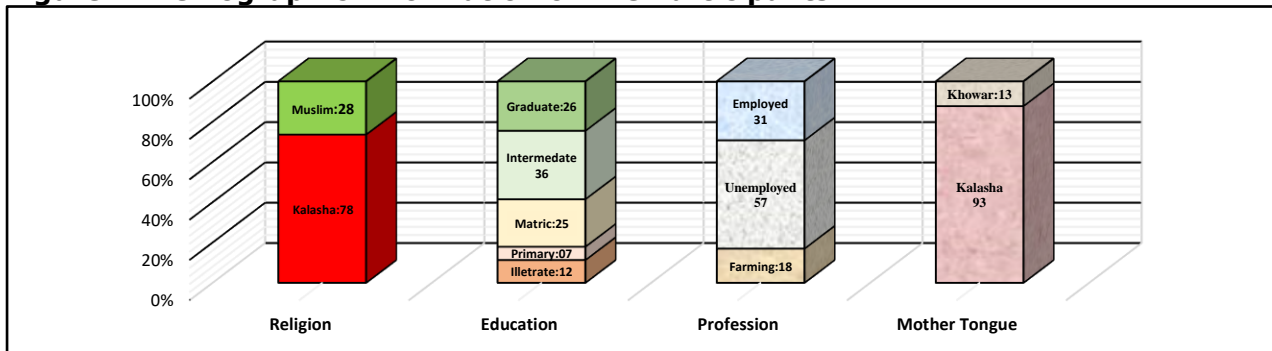 100%
80%
60%
40%
20%
0%
Muslim:28
Kalasha:78
Graduate:26
Intermedate
36
Matric:25
Primary:07
Illetrate:12
Employed
31
Unemployed
57
Farming:18
Khowar:13
Kalasha
93
Religion
Education
Profession
Mother Tongue